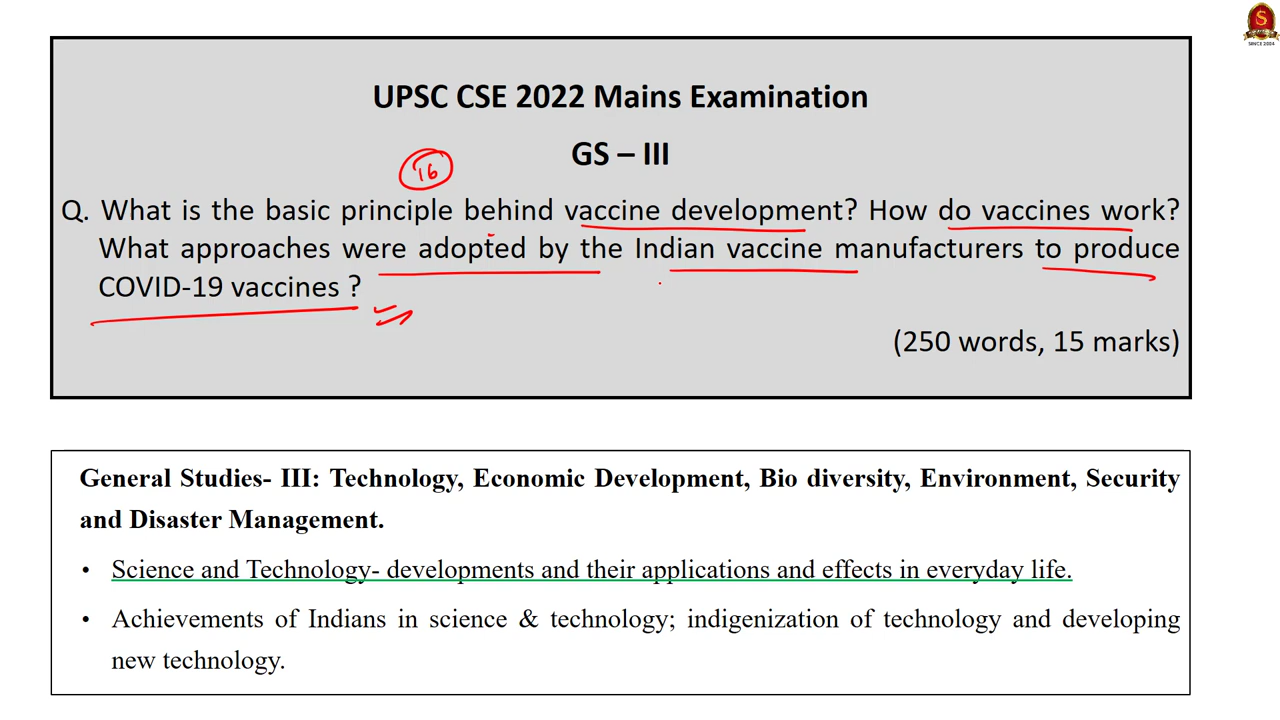 S
SINCE 2004
UPSC CSE 2022 Mains Examination
GS – III
16
Q. What is the basic principle behind vaccine development? How do vaccines work?
What approaches were adopted by the Indian vaccine manufacturers to produce
COVID-19 vaccines ?
(250 words, 15 marks)
General Studies- III: Technology, Economic Development, Bio diversity, Environment, Security
and Disaster Management.
• Science and Technology- developments and their applications and effects in everyday life.
• Achievements of Indians in science & technology; indigenization of technology and developing
new technology.